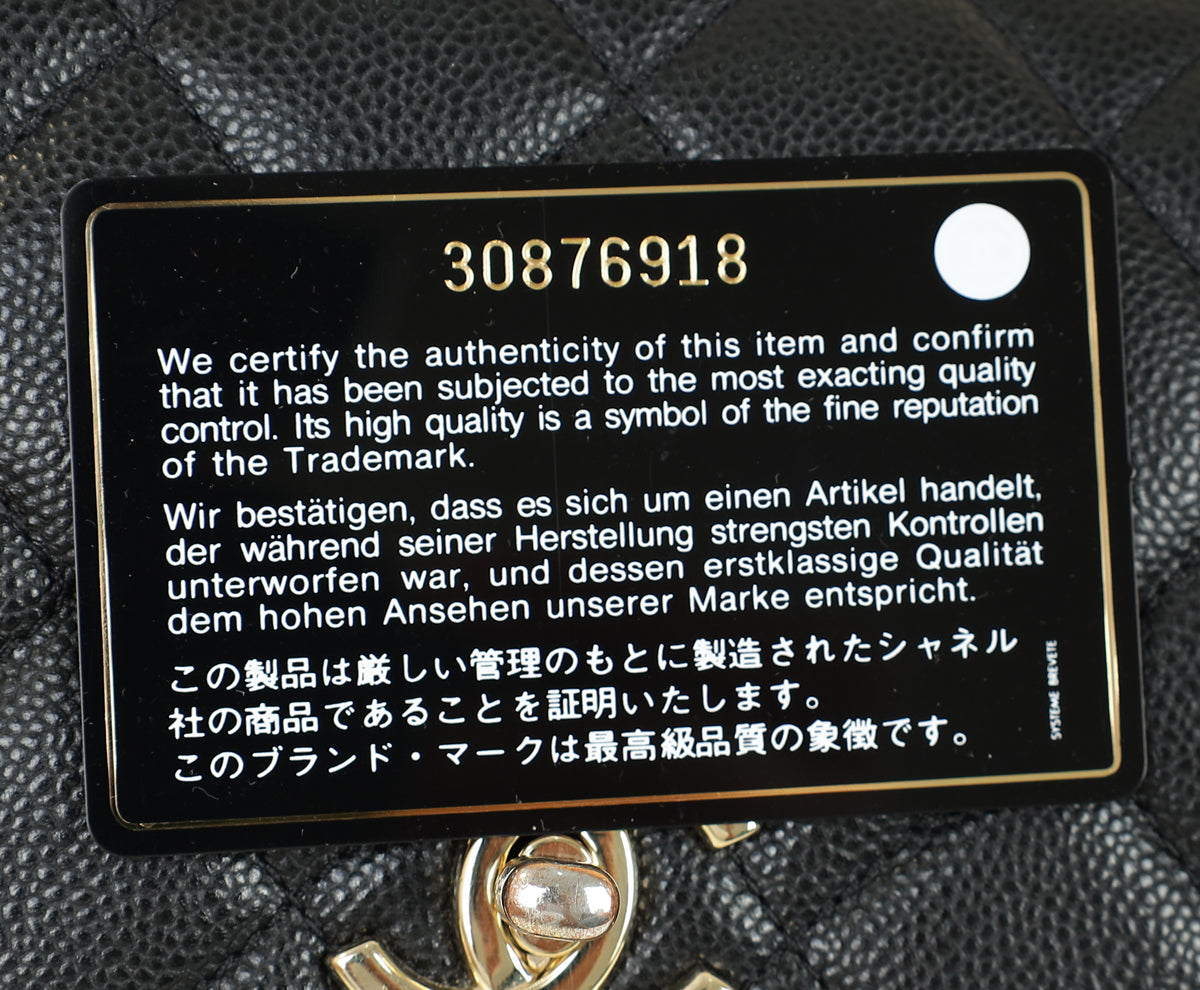 30876918
We certify the authenticity of this item and confirm
that it has been subjected to the most exacting quality
control. Its high quality is a symbol of the fine reputation
of the Trademark.
Wir bestätigen, dass es sich um einen Artikel handelt,
der während seiner Herstellung strengsten Kontrollen
unterworfen war, und dessen erstklassige Qualität
dem hohen Ansehen unserer Marke entspricht.
この製品は厳しい管理のもとに製造されたシャネル
社の商品であることを証明いたします。
このブランド・マークは最高級品質の象徴です。
SYSTEME BREVETE